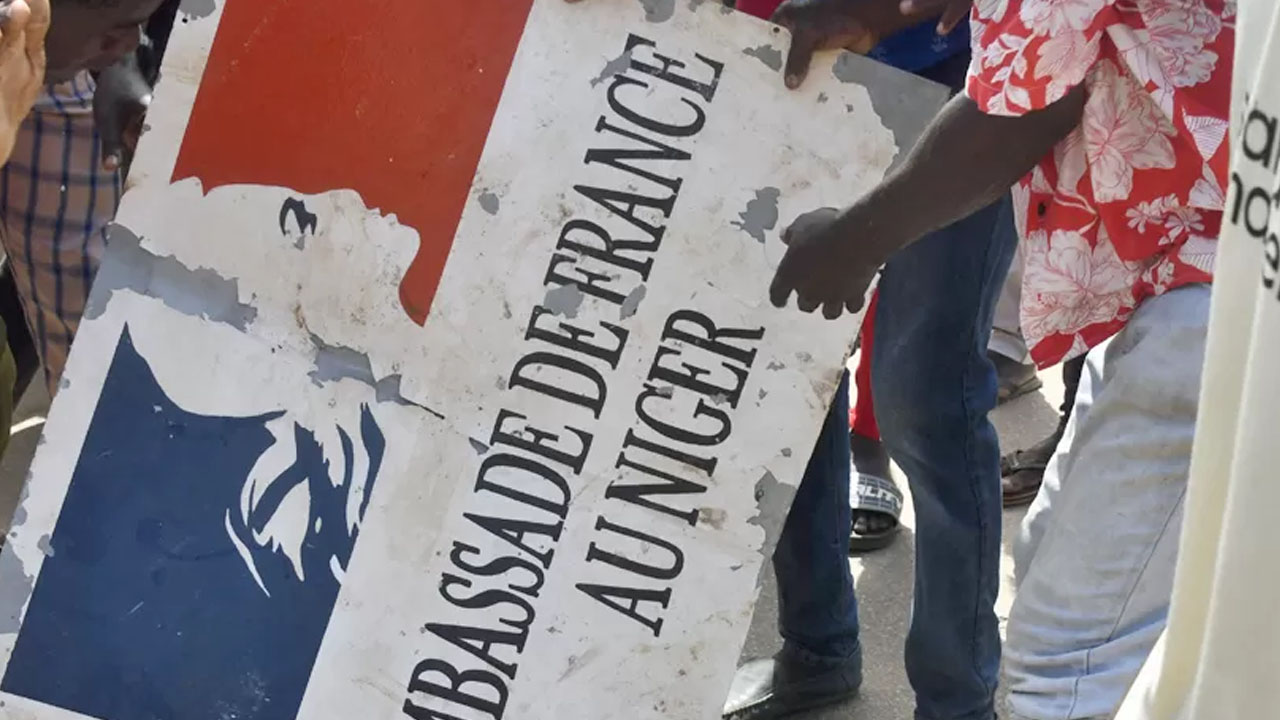 MBASSADE DE FRANCE
AU NIGER